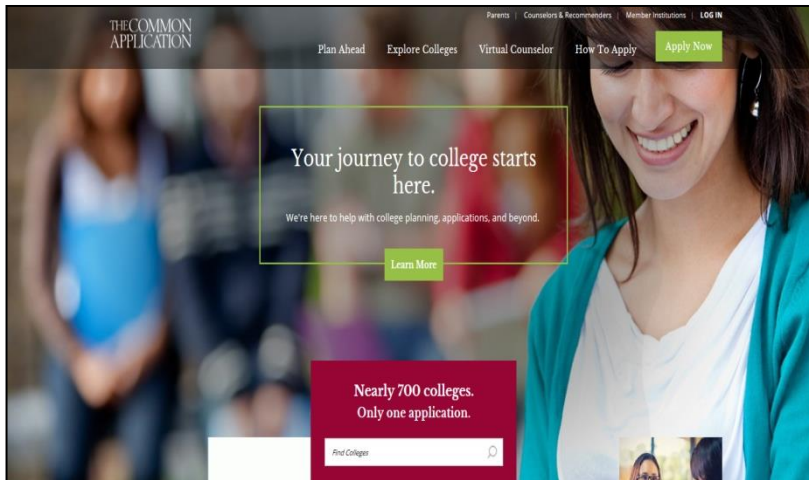 Parents | Counselors & Recommenders | Member Institutions | LOG IN
THE COMMON
APPLICATION
Plan Ahead Explore Colleges Virtual Counselor How To Apply Apply Now
Your journey to college starts
here.
We're here to help with college planning, applications, and beyond.
Learn More
Nearly 700 colleges.
Only one application.
Find Colleges